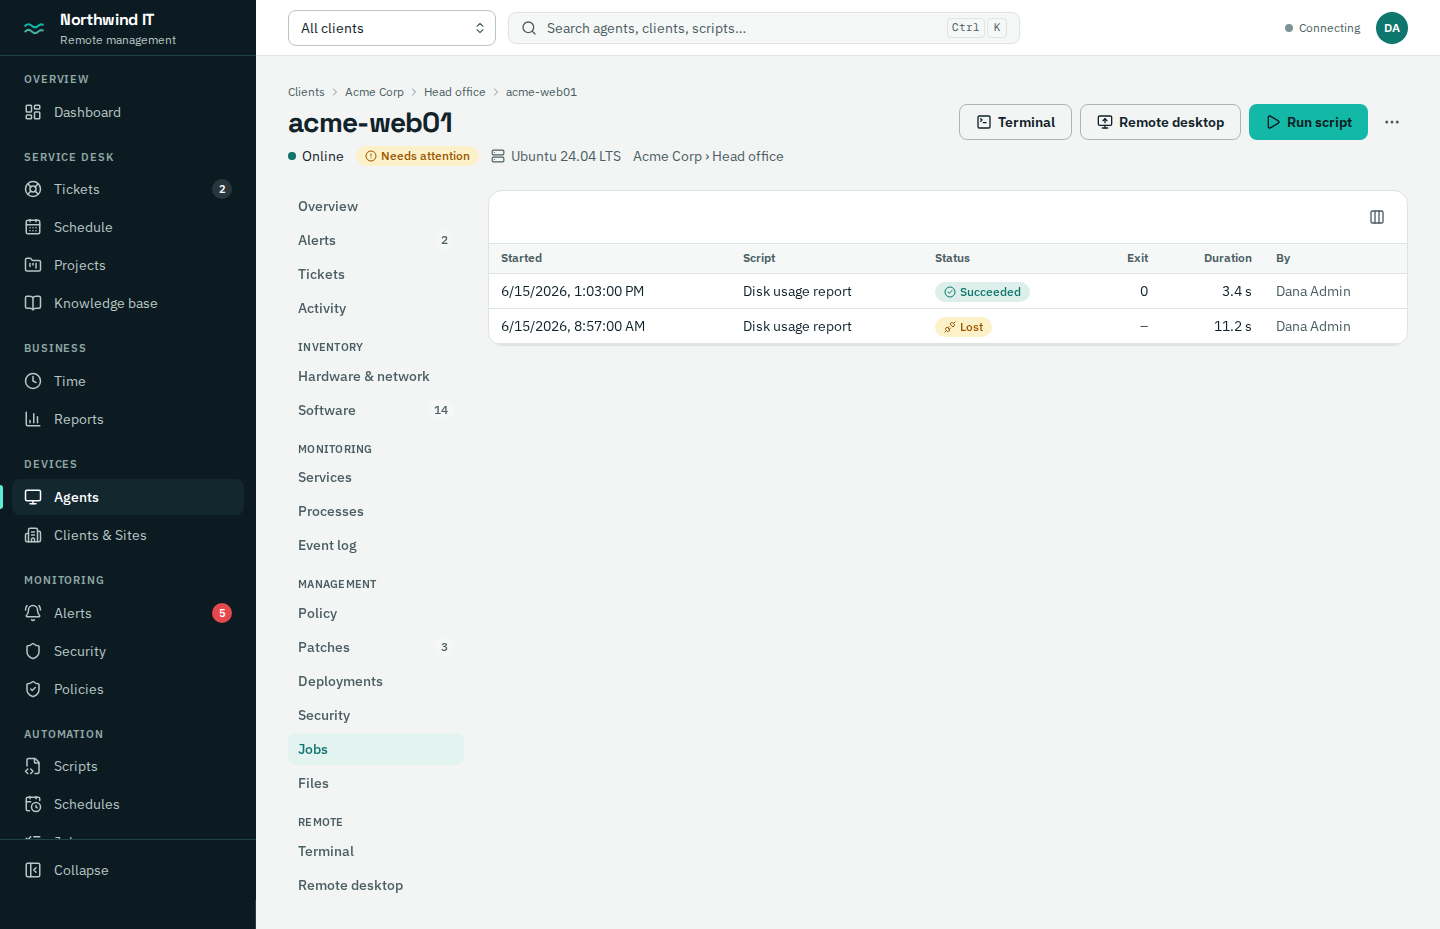 Northwind IT
Remote management
All clients
Search agents, clients, scripts...
Ctrl K
Connecting
DA
OVERVIEW
Dashboard
SERVICE DESK
Tickets 2
Schedule
Projects
Knowledge base
BUSINESS
Time
Reports
DEVICES
Agents
Clients & Sites
MONITORING
Alerts 5
Security
Policies
AUTOMATION
Scripts
Schedules
Collapse
Clients > Acme Corp > Head office > acme-web01
acme-web01
Terminal
Remote desktop
Run script
Online
Needs attention
Ubuntu 24.04 LTS
Acme Corp › Head office
Overview
Alerts 2
Tickets
Activity
INVENTORY
Hardware & network
Software 14
MONITORING
Services
Processes
Event log
MANAGEMENT
Policy
Patches 3
Deployments
Security
Jobs
Files
REMOTE
Terminal
Remote desktop
Started Script Status Exit Duration By
6/15/2026, 1:03:00 PM Disk usage report Succeeded 0 3.4 s Dana Admin
6/15/2026, 8:57:00 AM Disk usage report Lost – 11.2 s Dana Admin